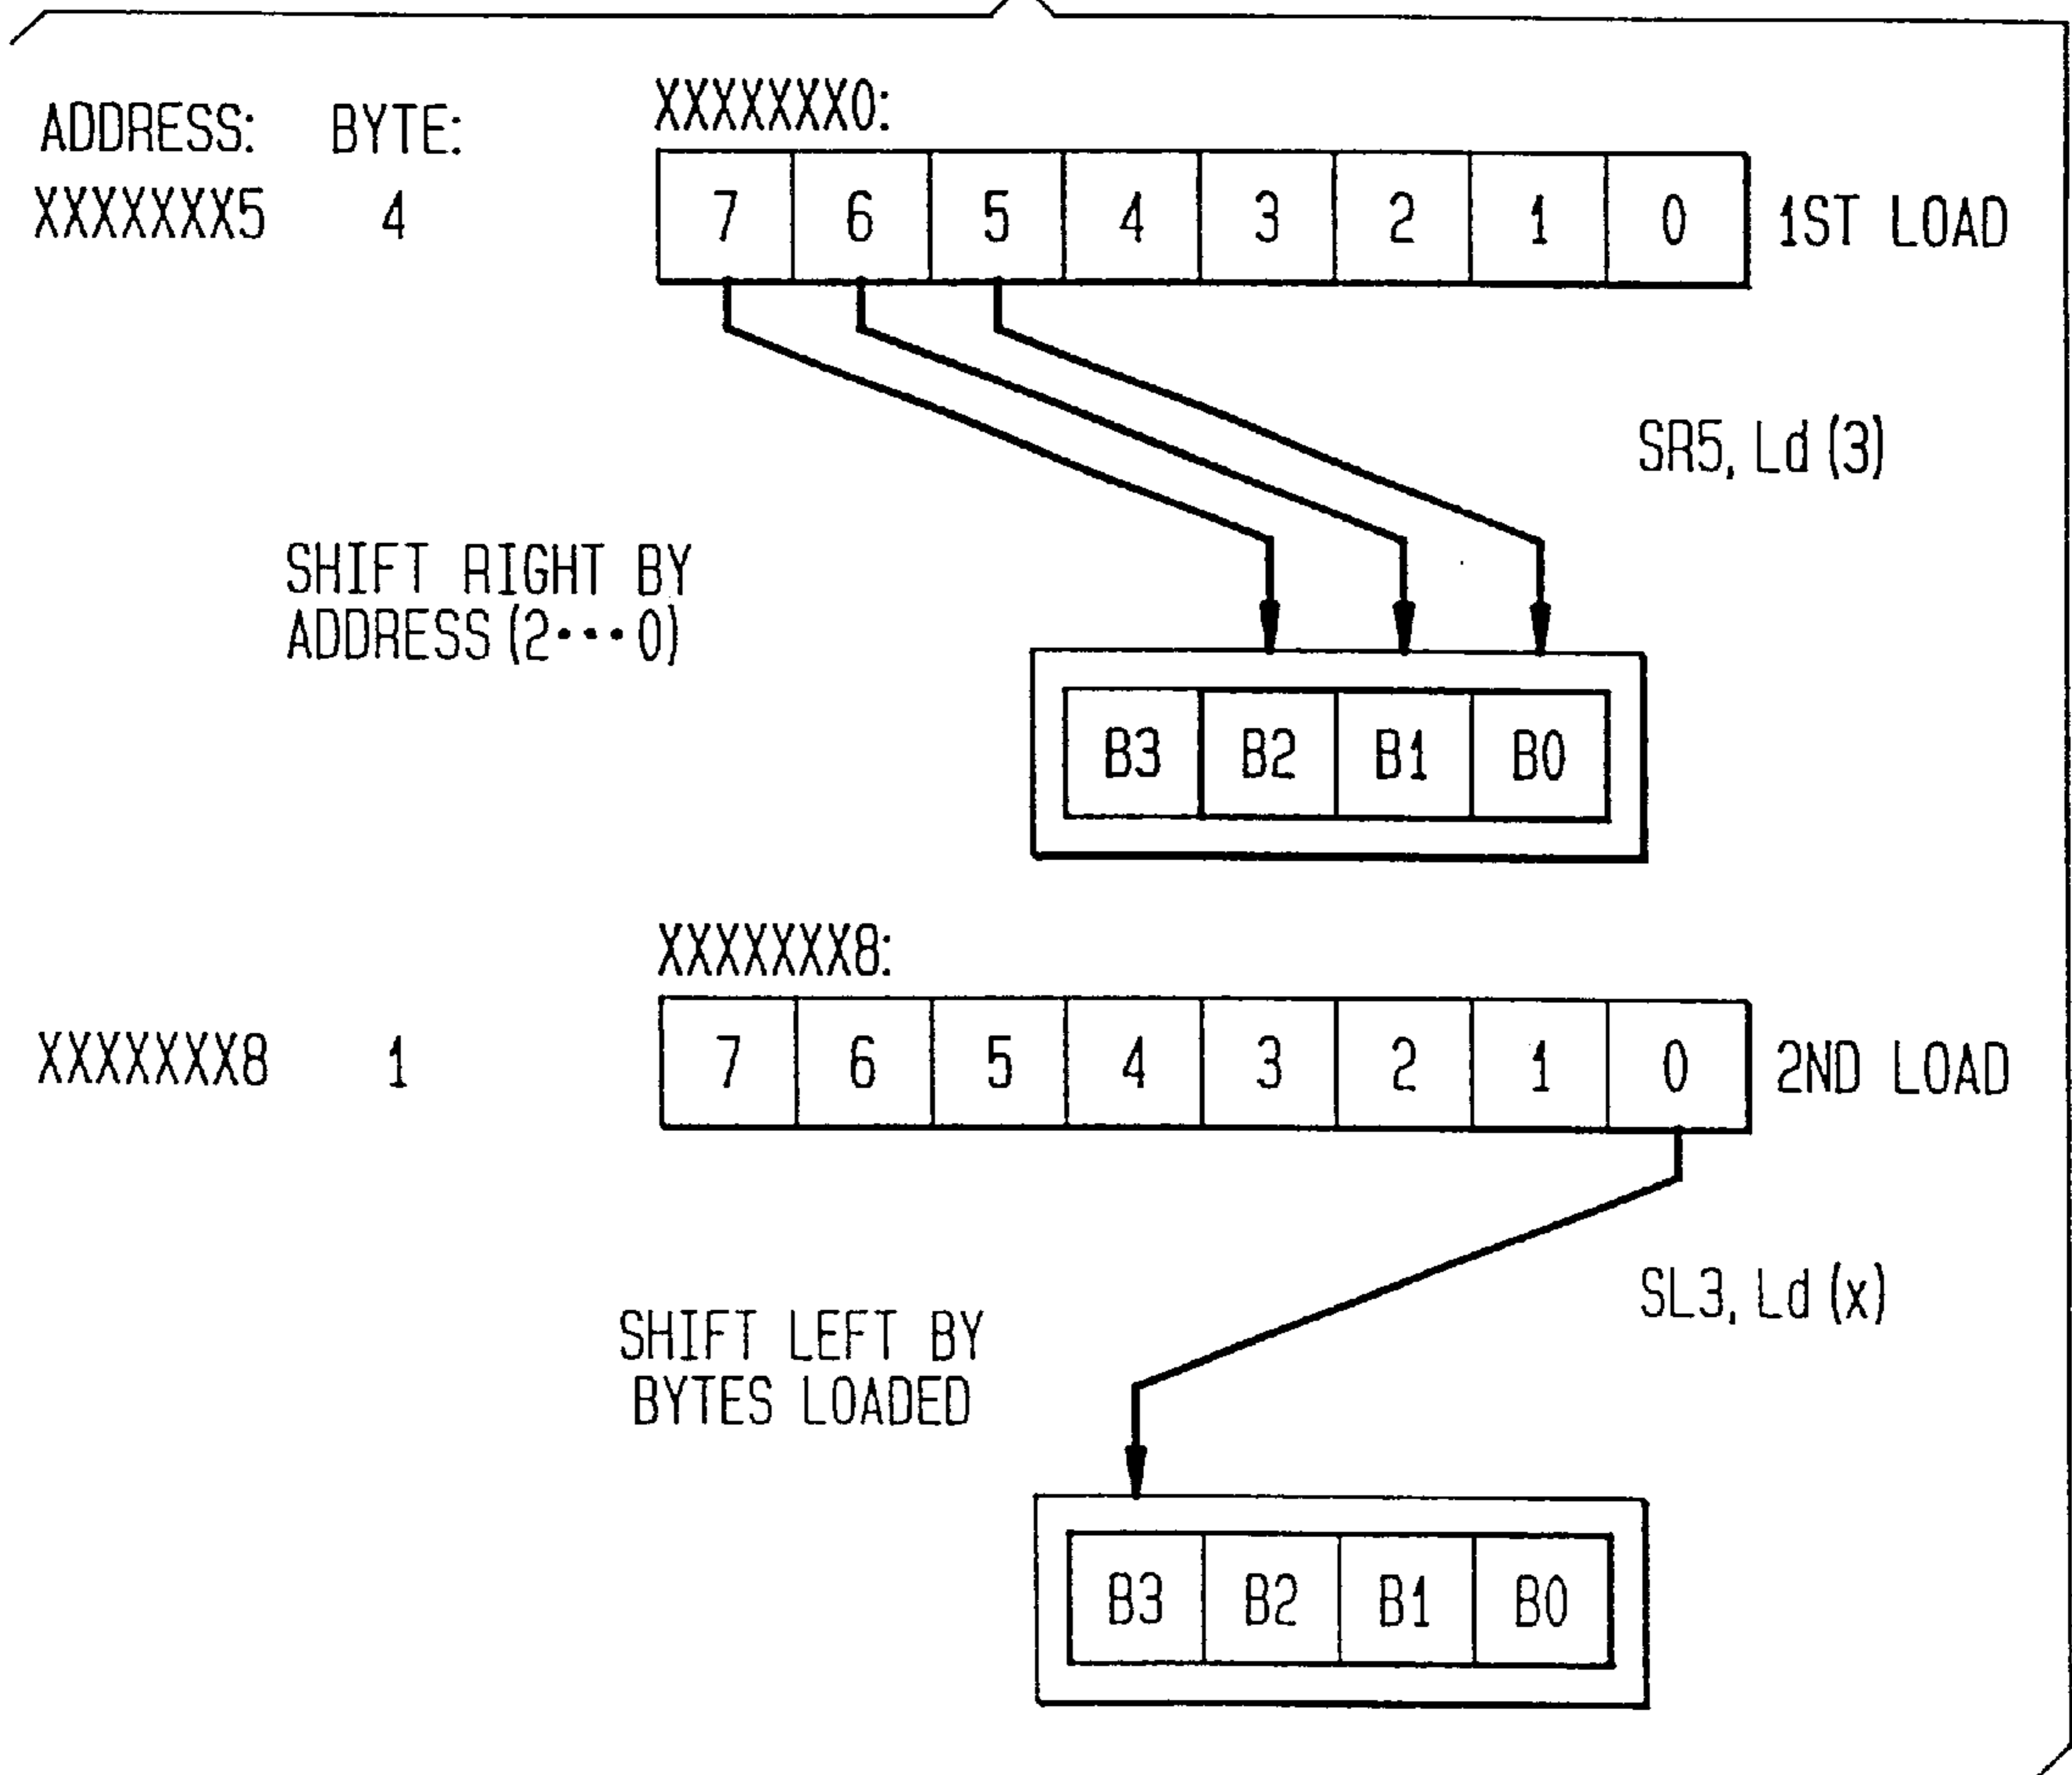 ADDRESS: BYTE: XXXXXXX0:
XXXXXXX5 4 7 6 5 4 3 2 1 0 1ST LOAD
SR5, Ld (3)
SHIFT RIGHT BY
ADDRESS (2•••0)
B3 B2 B1 B0
XXXXXXX8:
XXXXXXX8 1 7 6 5 4 3 2 1 0 2ND LOAD
SL3, Ld (x)
SHIFT LEFT BY
BYTES LOADED
B3 B2 B1 B0